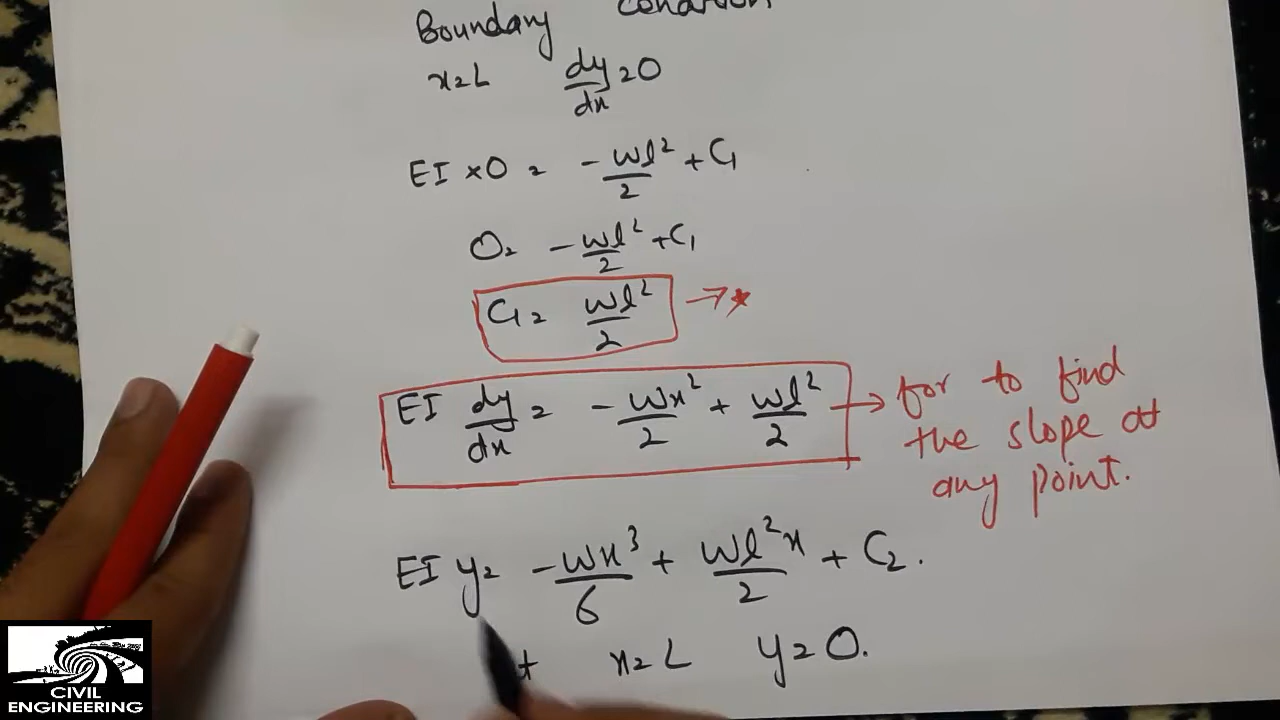 Boundary Condition
x=L dy/dx=0
EI×0 = -wl²/2 + C₁
0= -wl²/2 +C₁
C₁= wl²/2 →*
EI dy/dx = -wx²/2 + wl²/2 → for to find
the slope at
any point.
EI y= -wx³/6 + wl²x/2 + C₂.
x=L y=0.
CIVIL
ENGINEERING